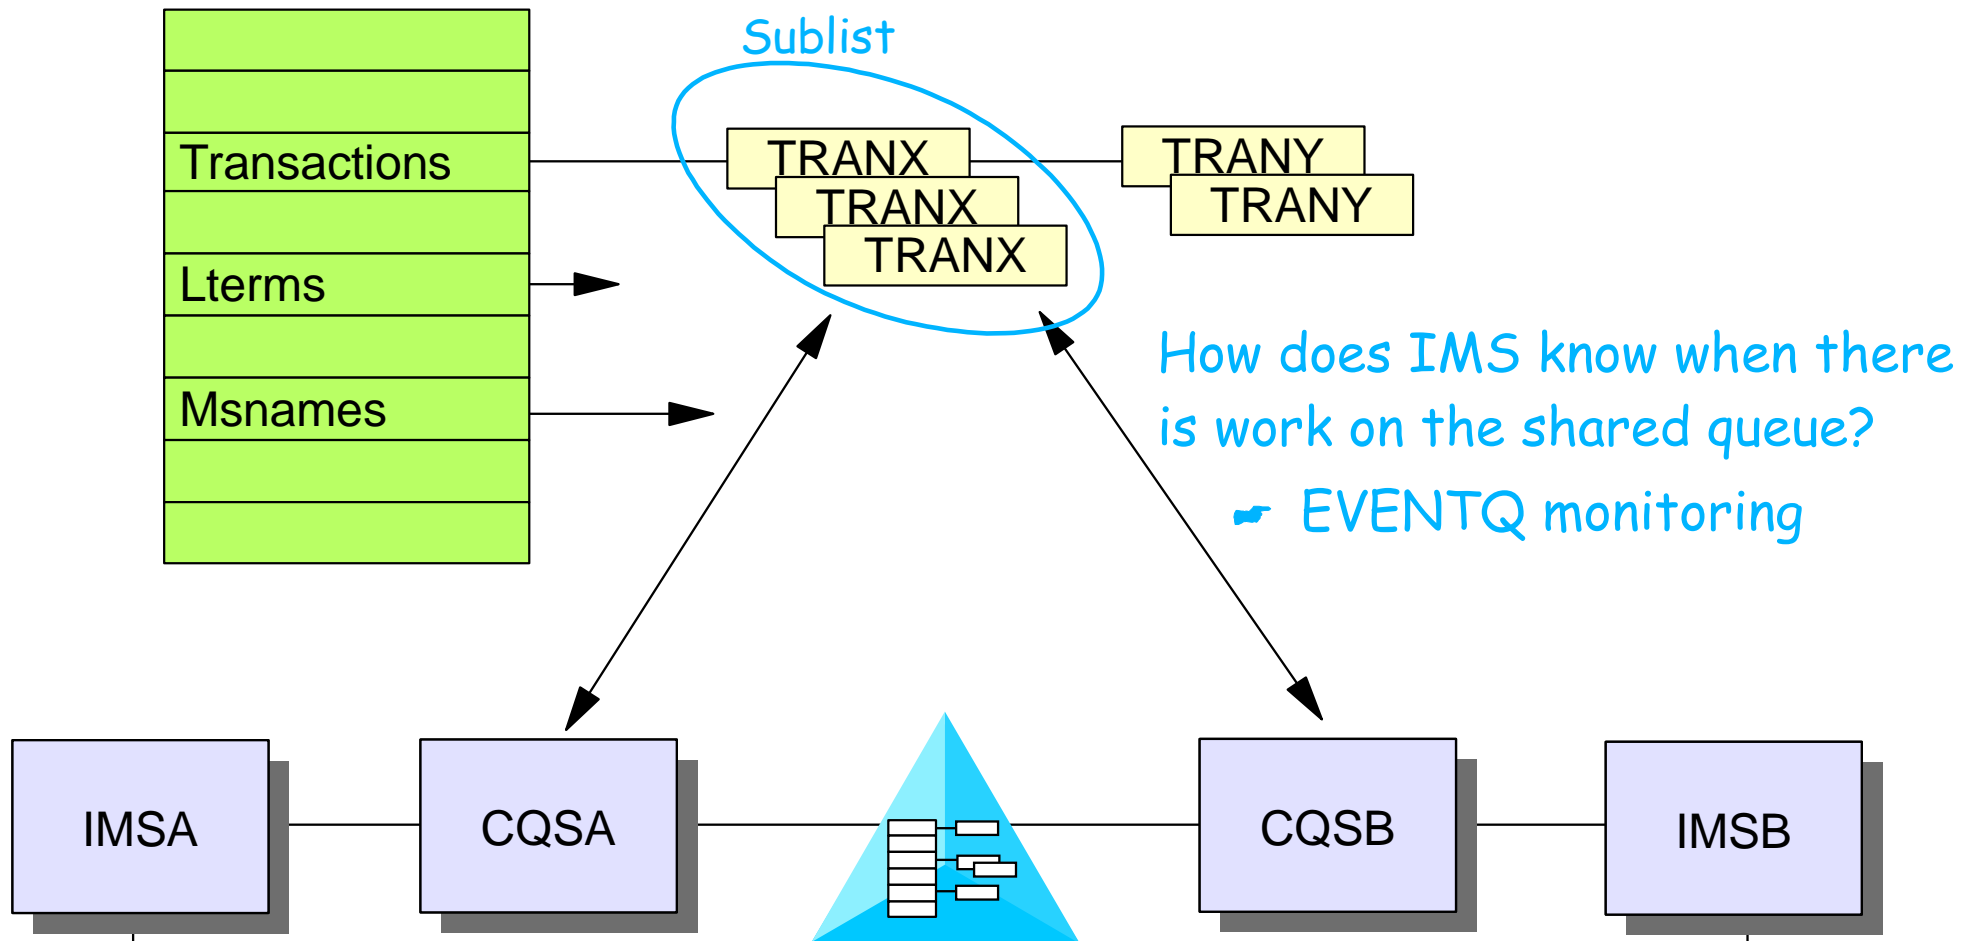 Sublist
Transactions
TRANX
TRANX
TRANX
TRANY
TRANY
Lterms
Msnames
How does IMS know when there
is work on the shared queue?
☛ EVENTQ monitoring
IMSA
CQSA
CQSB
IMSB